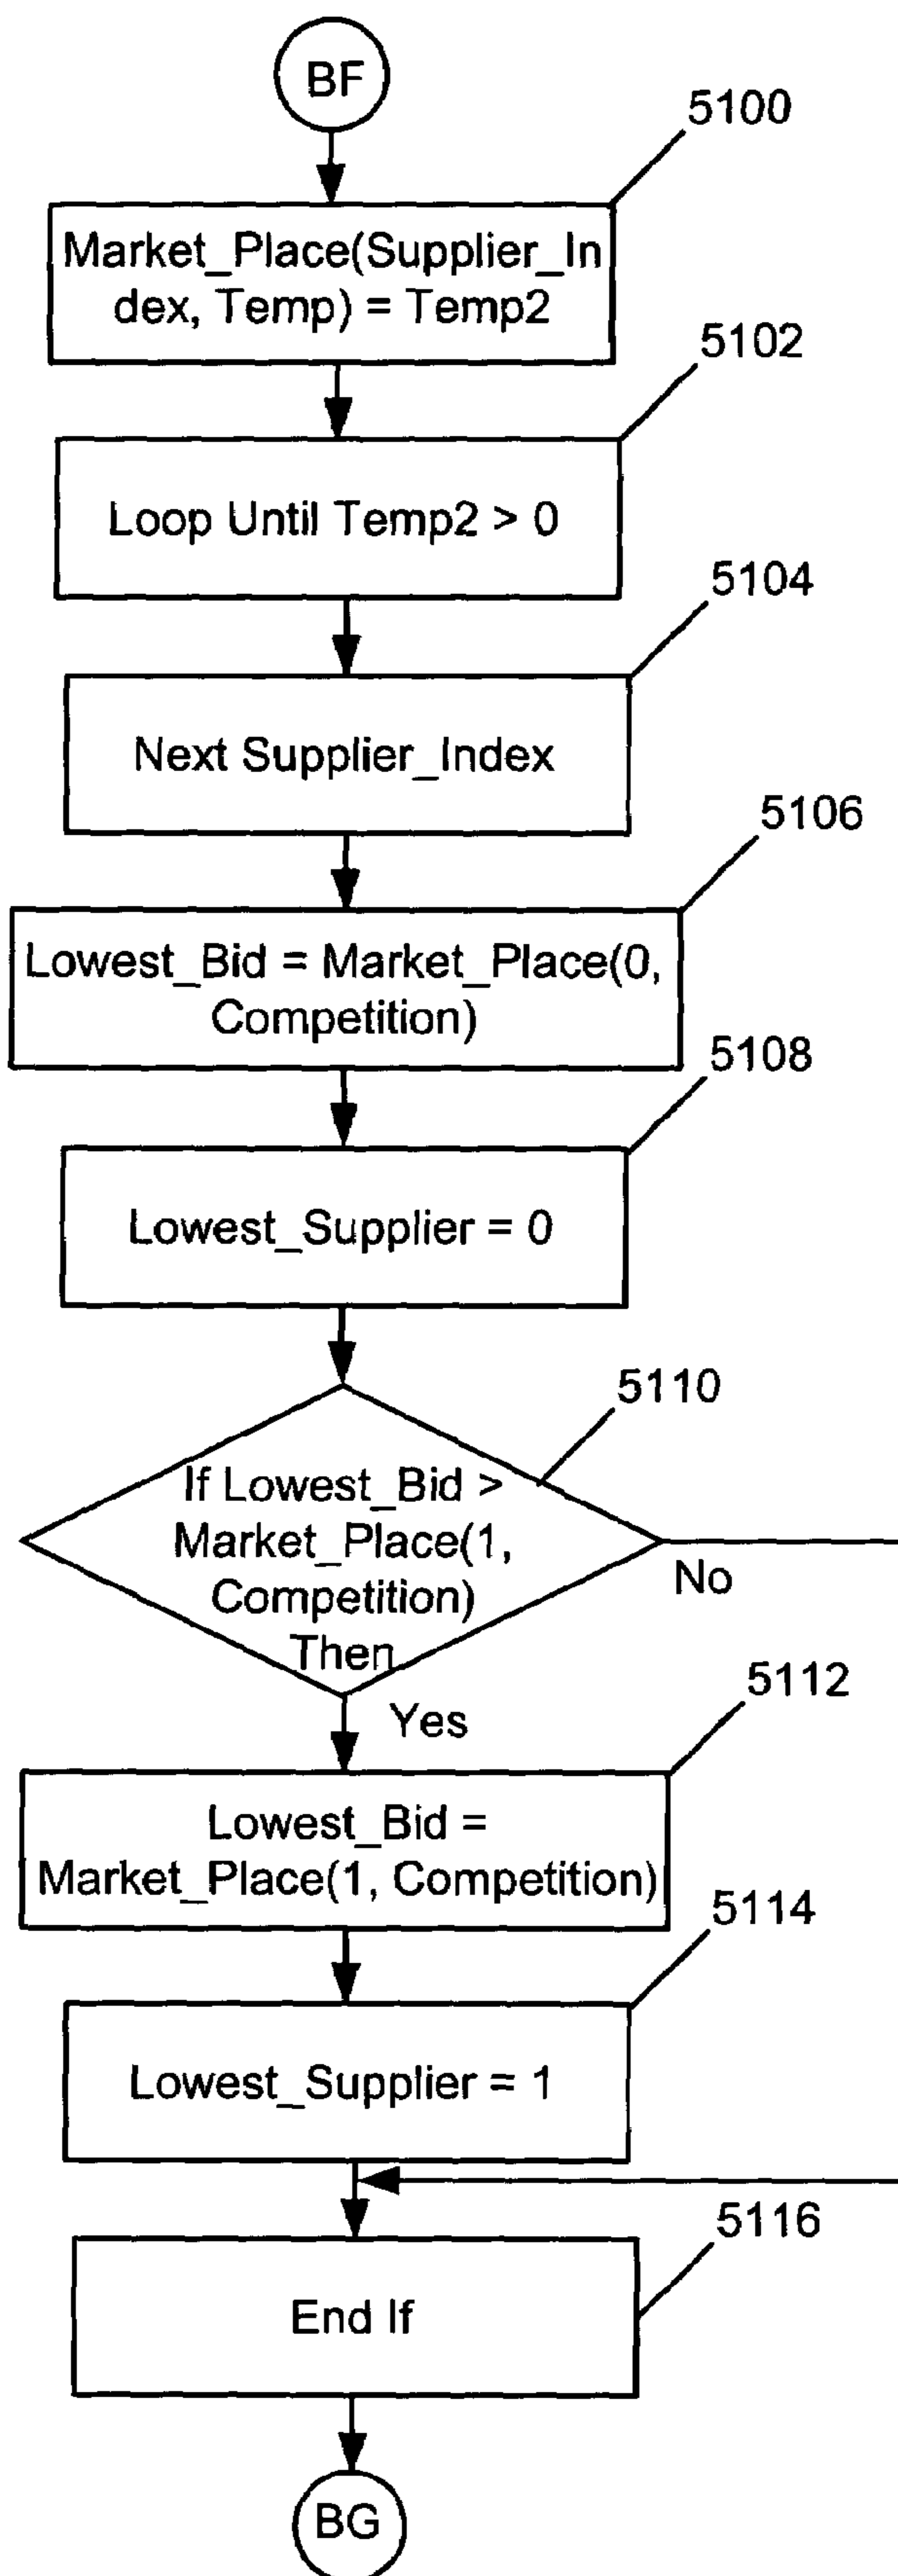 BF
5100
Market_Place(Supplier_In
dex, Temp) = Temp2
5102
Loop Until Temp2 > 0
5104
Next Supplier_Index
5106
Lowest_Bid = Market_Place(0,
Competition)
5108
Lowest_Supplier = 0
5110
If Lowest_Bid >
Market_Place(1,
Competition)
Then
No
Yes
5112
Lowest_Bid =
Market_Place(1, Competition)
5114
Lowest_Supplier = 1
5116
End If
BG